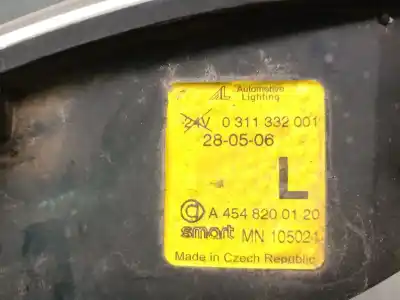 AL Automotive
Lighting
24V 0 311 332 001
28-05-06
L
A 454 820 01 20
smart MN 105021
Made in Czech Republic